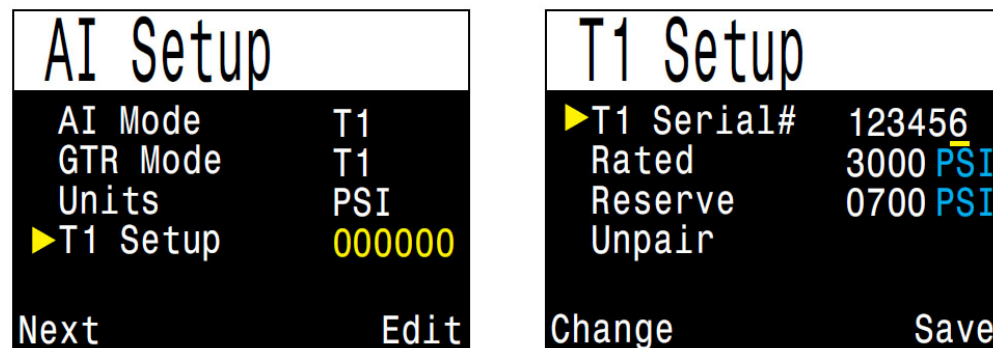 AI Setup
AI Mode T1
GTR Mode T1
Units PSI
T1 Setup 000000
Next Edit
T1 Setup
T1 Serial# 123456
Rated 3000 PSI
Reserve 0700 PSI
Unpair
Change Save